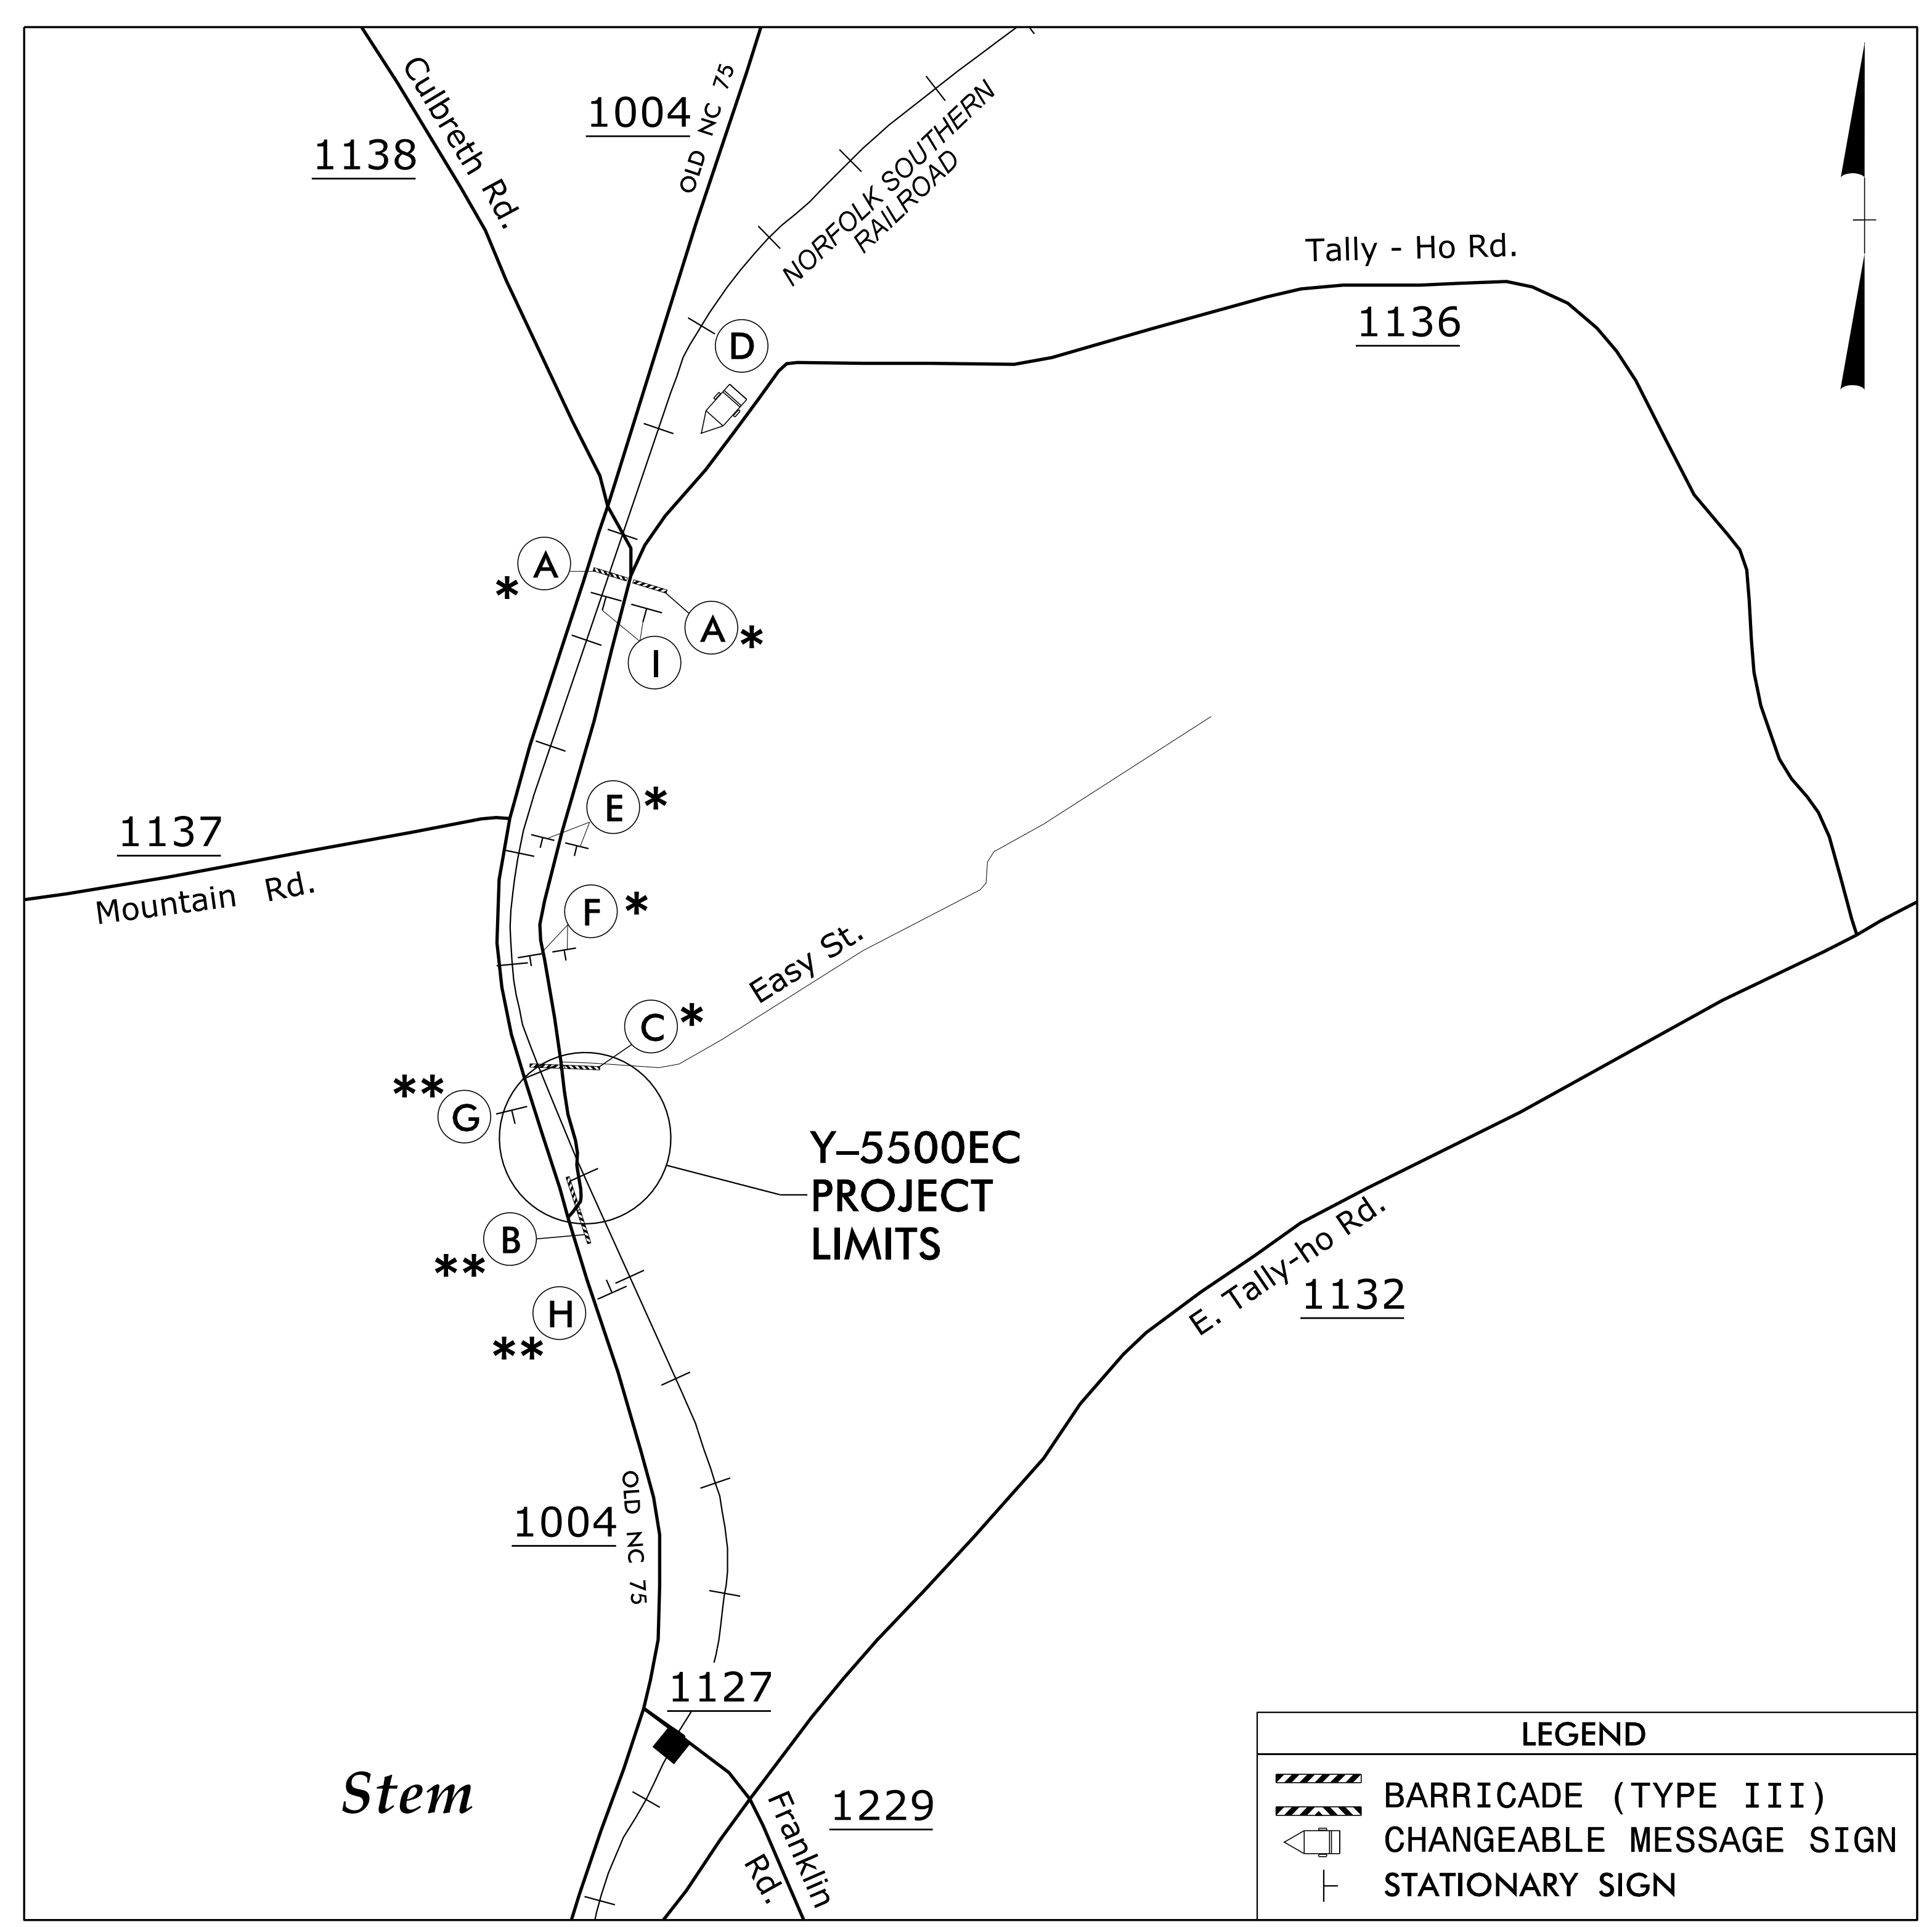 Culbreth Rd.
1138
1004
OLD NC 75
NORFOLK SOUTHERN
RAILROAD
Tally - Ho Rd.
1136
D
A
*
A *
I
E *
1137
Mountain Rd.
F *
Easy St.
C *
**
G
Y-5500EC
PROJECT
LIMITS
B
**
H
**
E. Tally-ho Rd.
1132
1004
OLD NC 75
1127
Stem
1229
Franklin
Rd.
LEGEND
BARRICADE (TYPE III)
CHANGEABLE MESSAGE SIGN
STATIONARY SIGN